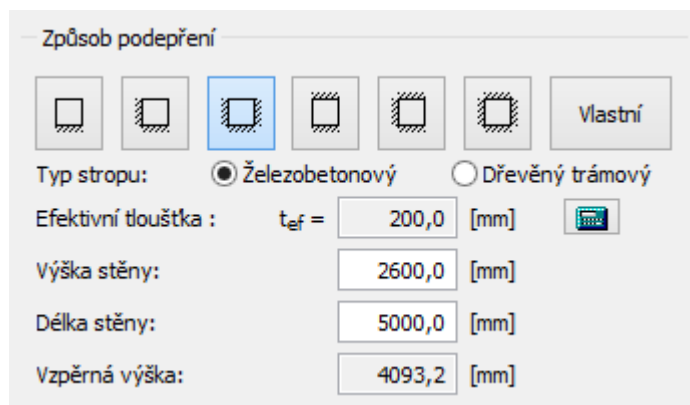 Způsob podepření
Vlastní
Typ stropu: Železobetonový Dřevěný trámový
Efektivní tloušťka : tef = 200,0 [mm]
Výška stěny: 2600,0 [mm]
Délka stěny: 5000,0 [mm]
Vzpěrná výška: 4093,2 [mm]